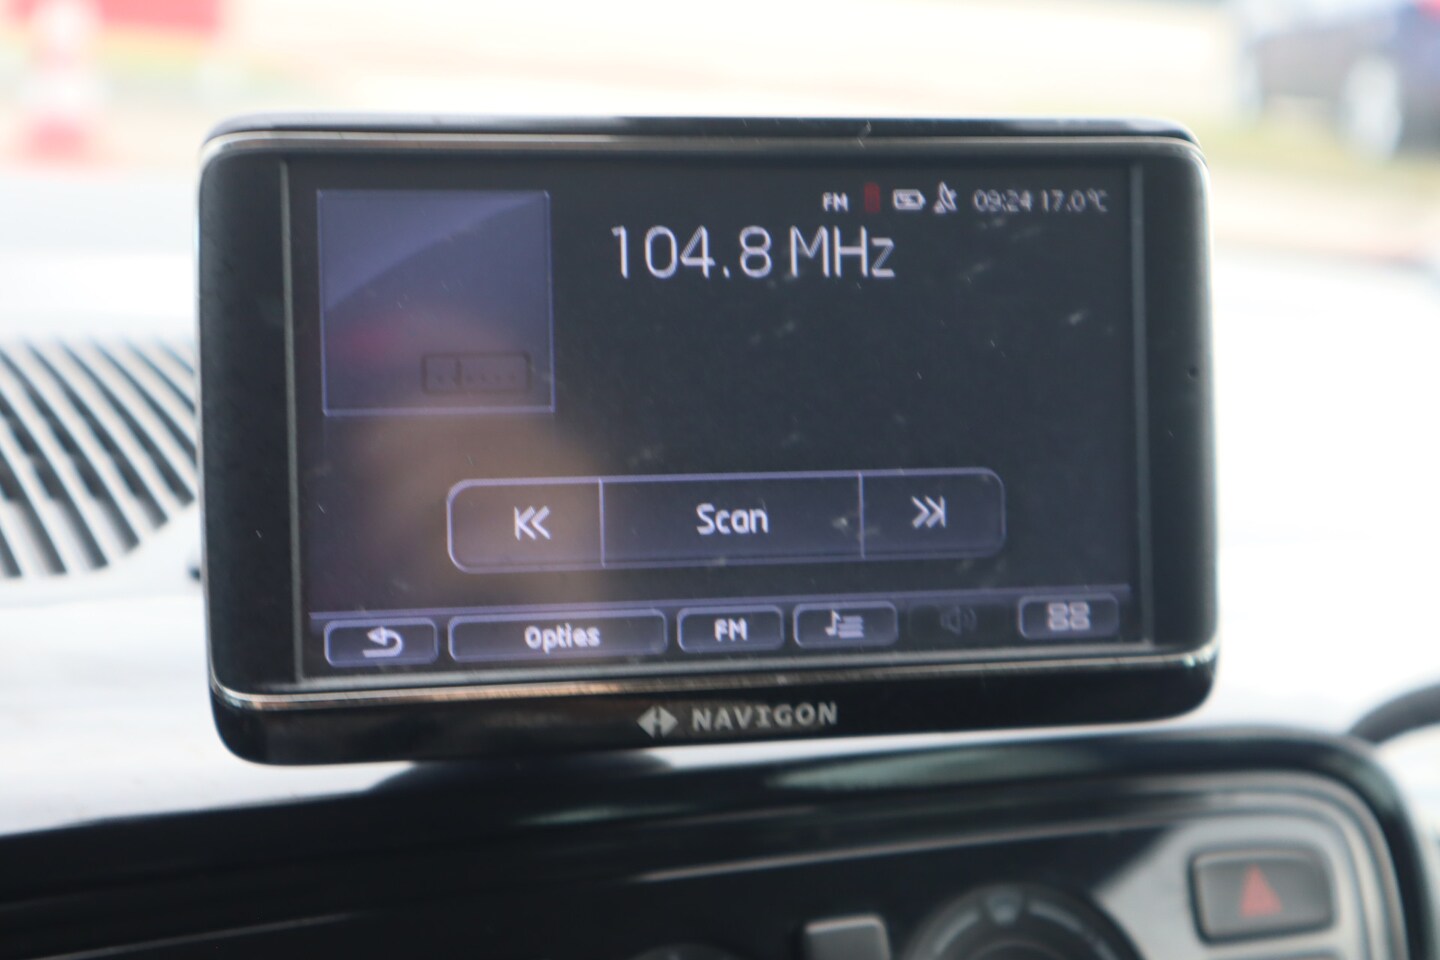 FM 09:24 17.0°C
104.8 MHz
Scan
Opties FM
NAVIGON